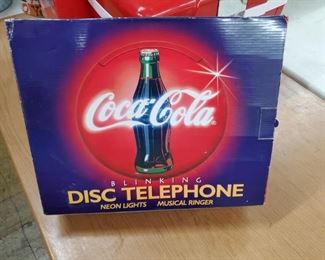 Coca-Cola
BLINKING
DISC TELEPHONE
NEON LIGHTS MUSICAL RINGER